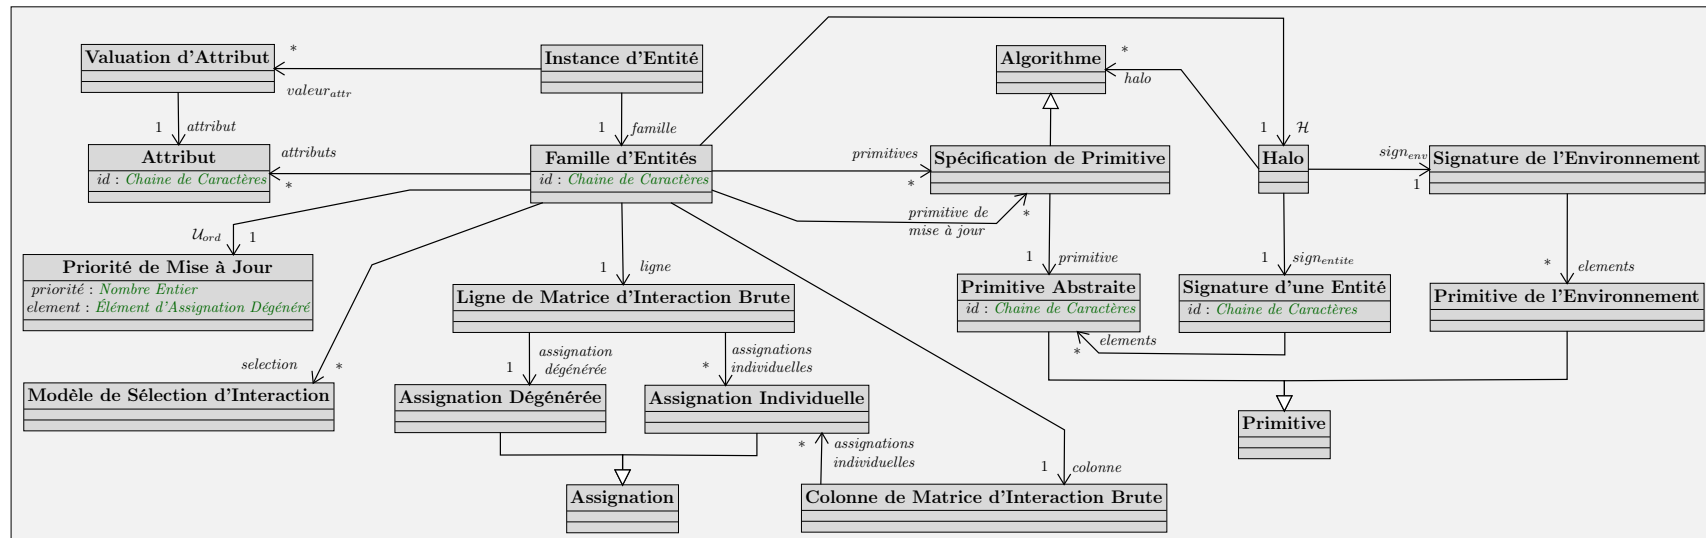 Valuation d'Attribut
*
Instance d'Entité
valeur_attr
Algorithme
*
halo
1
attribut
1
famille
1
ℋ
Attribut
id : Chaine de Caractères
attributs
*
Famille d'Entités
id : Chaine de Caractères
primitives
*
Spécification de Primitive
Halo
sign_env
1
Signature de l'Environnement
primitive de
mise à jour
*
𝒰_ord
1
Priorité de Mise à Jour
priorité : Nombre Entier
element : Élément d'Assignation Dégénéré
1
ligne
1
primitive
1
sign_entite
*
elements
Ligne de Matrice d'Interaction Brute
Primitive Abstraite
id : Chaine de Caractères
Signature d'une Entité
id : Chaine de Caractères
Primitive de l'Environnement
elements
*
selection
*
1
assignation
dégénérée
*
assignations
individuelles
Modèle de Sélection d'Interaction
Assignation Dégénérée
Assignation Individuelle
Primitive
*
assignations
individuelles
1
colonne
Assignation
Colonne de Matrice d'Interaction Brute